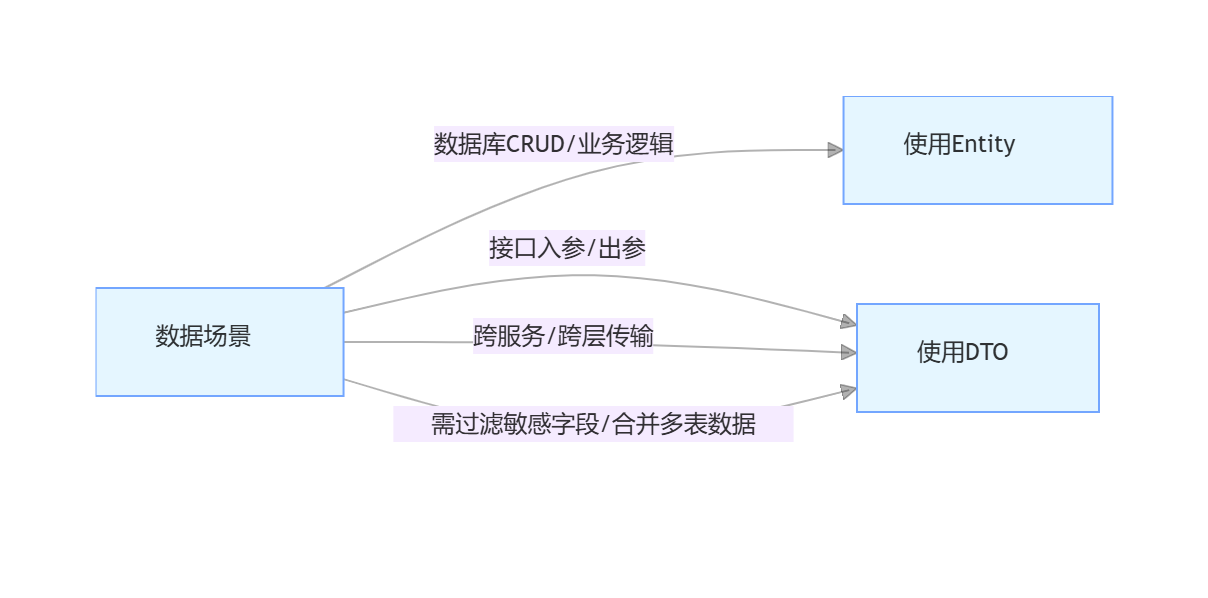 数据库CRUD/业务逻辑
使用Entity
接口入参/出参
数据场景
跨服务/跨层传输
使用DTO
需过滤敏感字段/合并多表数据